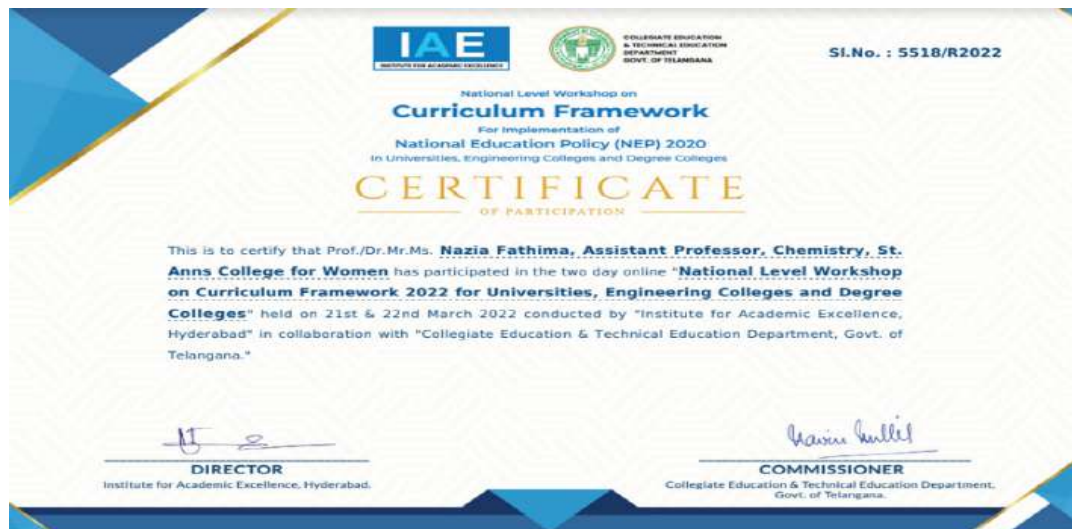 IAE
INSTITUTE FOR ACADEMIC EXCELLENCE
COLLEGIATE EDUCATION
& TECHNICAL EDUCATION
DEPARTMENT
GOVT. OF TELANGANA
Sl.No. : 5518/R2022
National Level Workshop on
Curriculum Framework
For Implementation of
National Education Policy (NEP) 2020
In Universities, Engineering Colleges and Degree Colleges
CERTIFICATE
OF PARTICIPATION
This is to certify that Prof./Dr.Mr.Ms. Nazia Fathima, Assistant Professor, Chemistry, St.
Anns College for Women has participated in the two day online "National Level Workshop
on Curriculum Framework 2022 for Universities, Engineering Colleges and Degree
Colleges" held on 21st & 22nd March 2022 conducted by "Institute for Academic Excellence,
Hyderabad" in collaboration with "Collegiate Education & Technical Education Department, Govt. of
Telangana."
DIRECTOR
Institute for Academic Excellence, Hyderabad.
COMMISSIONER
Collegiate Education & Technical Education Department,
Govt. of Telangana.